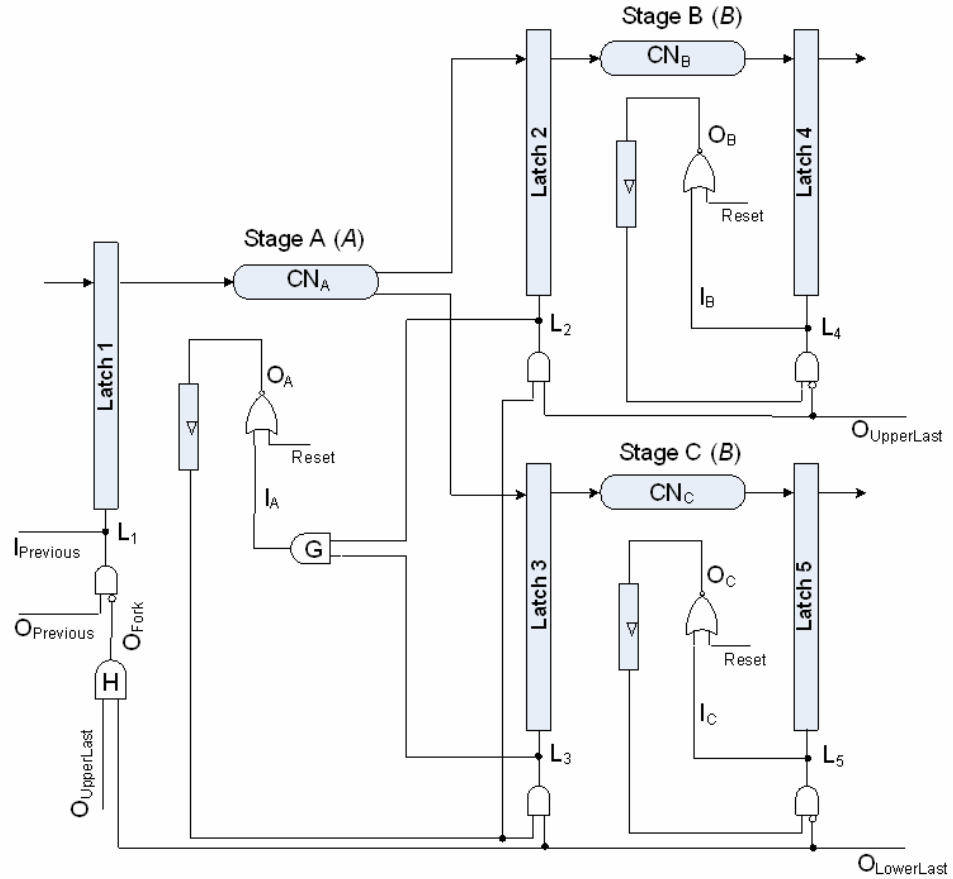 Stage B (B)
CN_B
Latch 2
Latch 4
O_B
Reset
I_B
L_2
L_4
O_UpperLast
Stage A (A)
CN_A
Latch 1
O_A
Reset
I_A
G
L_1
I_Previous
O_Previous
O_Fork
H
O_UpperLast
Stage C (B)
CN_C
Latch 3
Latch 5
O_C
Reset
I_C
L_3
L_5
O_LowerLast